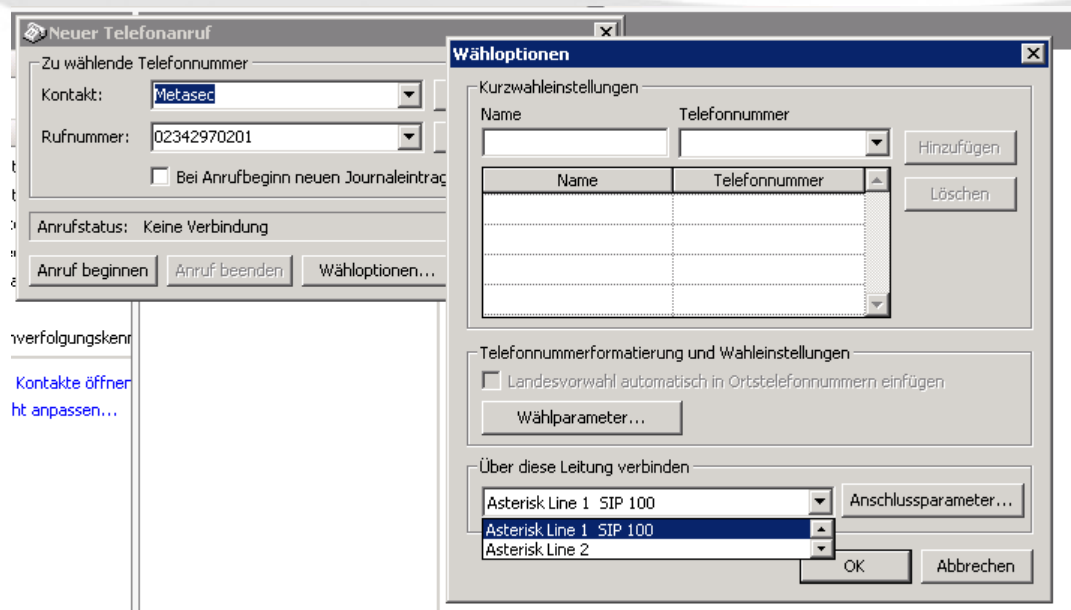 Neuer Telefonanruf
Zu wählende Telefonnummer
Kontakt: Metasec
Rufnummer: 02342970201
Bei Anrufbeginn neuen Journaleintrag
Anrufstatus: Keine Verbindung
Anruf beginnen Anruf beenden Wähloptionen...
nverfolgungskenn
Kontakte öffnen
ht anpassen...
Wähloptionen
Kurzwahleinstellungen
Name Telefonnummer
Hinzufügen
Name Telefonnummer
Löschen
Telefonnummerformatierung und Wahleinstellungen
Landesvorwahl automatisch in Ortstelefonnummern einfügen
Wählparameter...
Über diese Leitung verbinden
Asterisk Line 1 SIP 100 Anschlussparameter...
Asterisk Line 1 SIP 100
Asterisk Line 2
OK Abbrechen